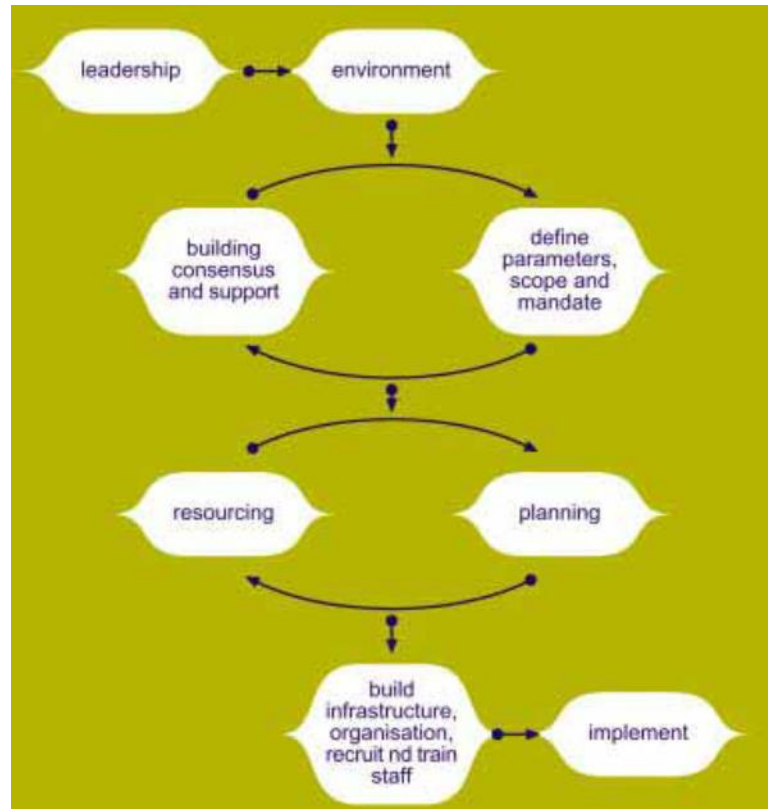 leadership
environment
building
consensus
and support
define
parameters,
scope and
mandate
resourcing
planning
build
infrastructure,
organisation,
recruit nd train
staff
implement